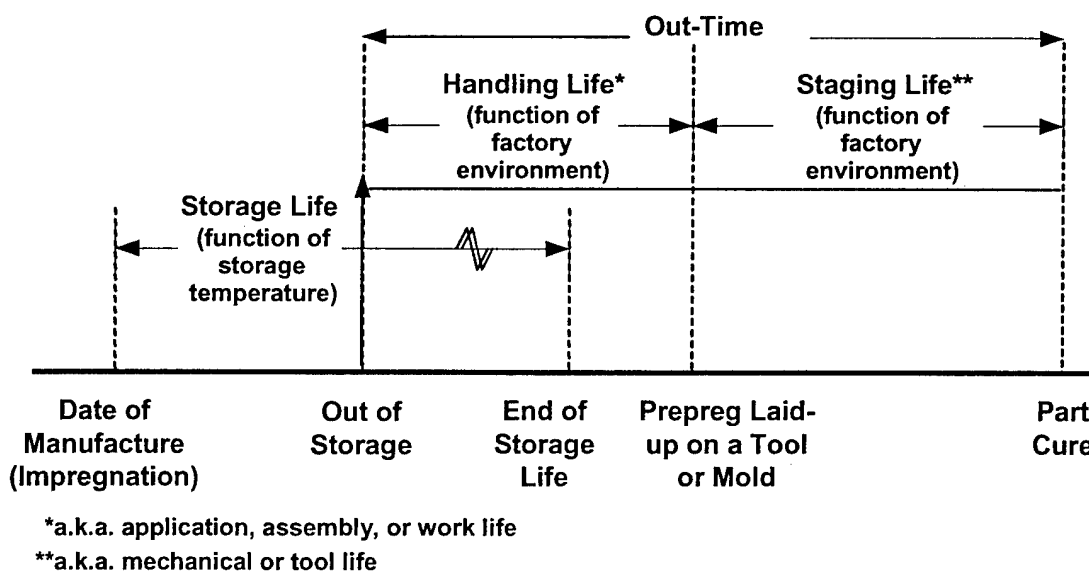 Out-Time
Handling Life*
(function of
factory
environment)
Staging Life**
(function of
factory
environment)
Storage Life
(function of
storage
temperature)
Date of
Manufacture
(Impregnation)
Out of
Storage
End of
Storage
Life
Prepreg Laid-
up on a Tool
or Mold
Part
Cure
*a.k.a. application, assembly, or work life
**a.k.a. mechanical or tool life